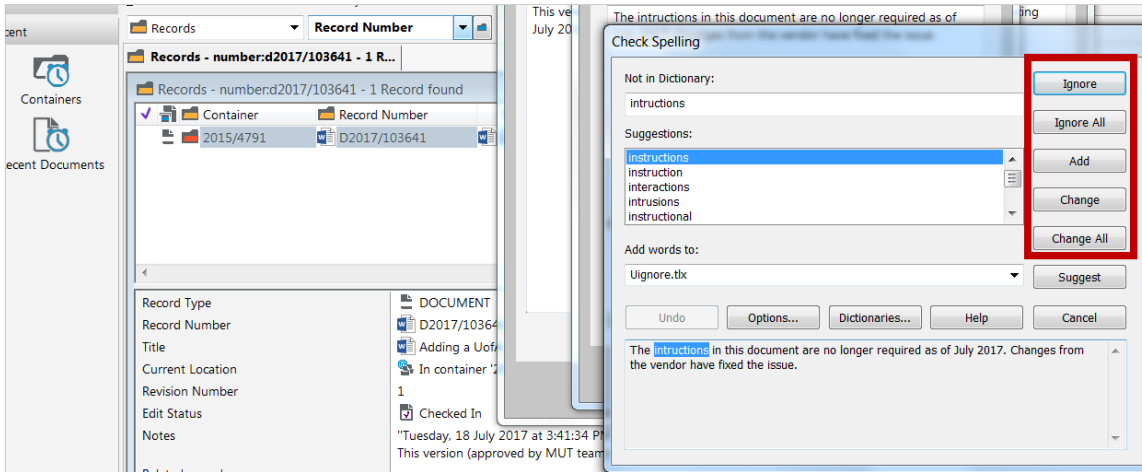 cent
Containers
ecent Documents
Records
Record Number
Records - number:d2017/103641 - 1 R...
Records - number:d2017/103641 - 1 Record found
Container
Record Number
2015/4791
D2017/103641
Record Type
DOCUMENT
Record Number
D2017/10364
Title
Adding a UofA
Current Location
In container '2
Revision Number
1
Edit Status
Checked In
Notes
"Tuesday, 18 July 2017 at 3:41:34 PM
This version (approved by MUT team
This ve
July 20
The intructions in this document are no longer required as of
ing
Check Spelling
Not in Dictionary:
intructions
Suggestions:
instructions
instruction
interactions
intrusions
instructional
Add words to:
Uignore.tlx
Ignore
Ignore All
Add
Change
Change All
Suggest
Undo
Options...
Dictionaries...
Help
Cancel
The intructions in this document are no longer required as of July 2017. Changes from
the vendor have fixed the issue.